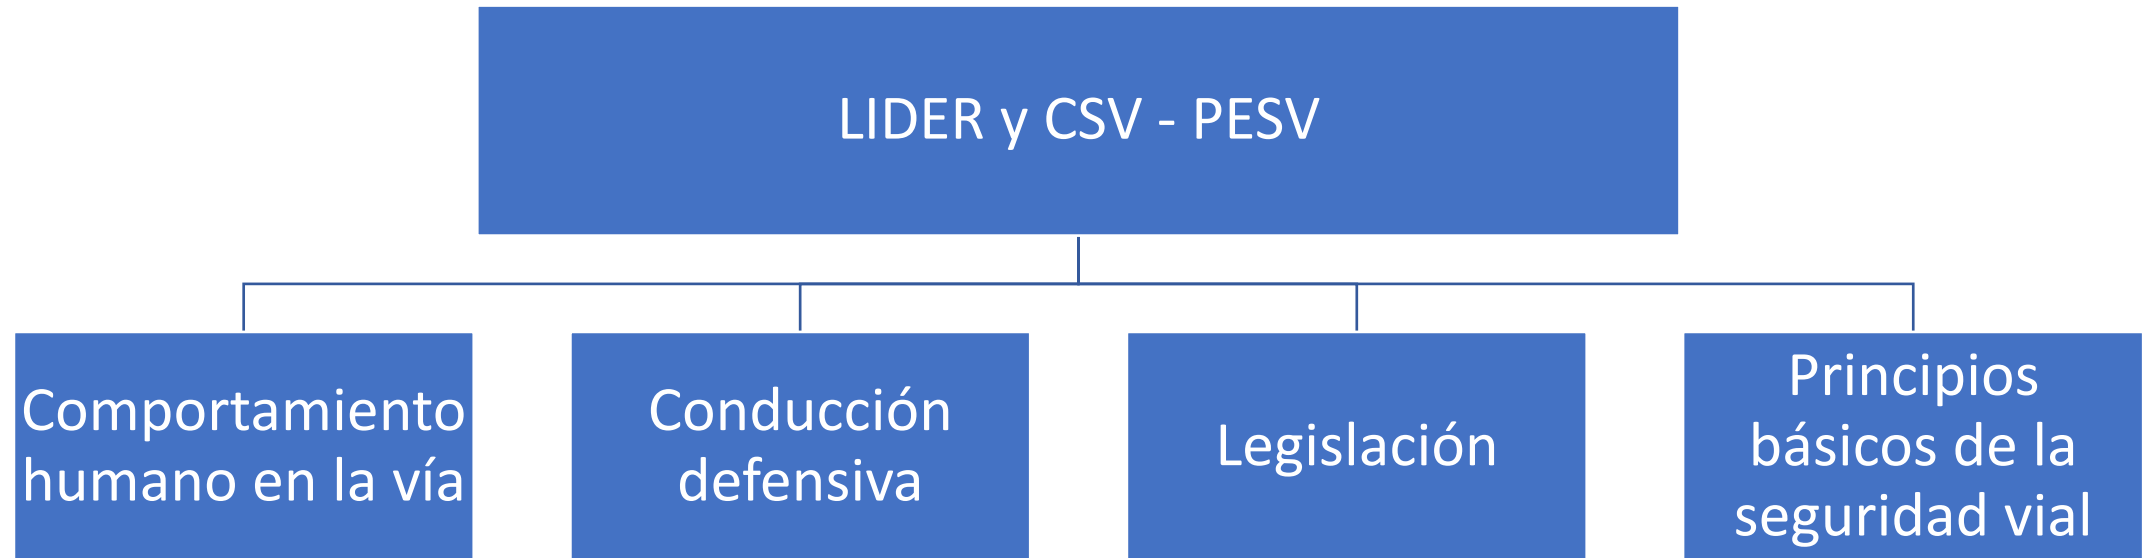 LIDER y CSV - PESV
Comportamiento
humano en la vía
Conducción
defensiva
Legislación
Principios
básicos de la
seguridad vial